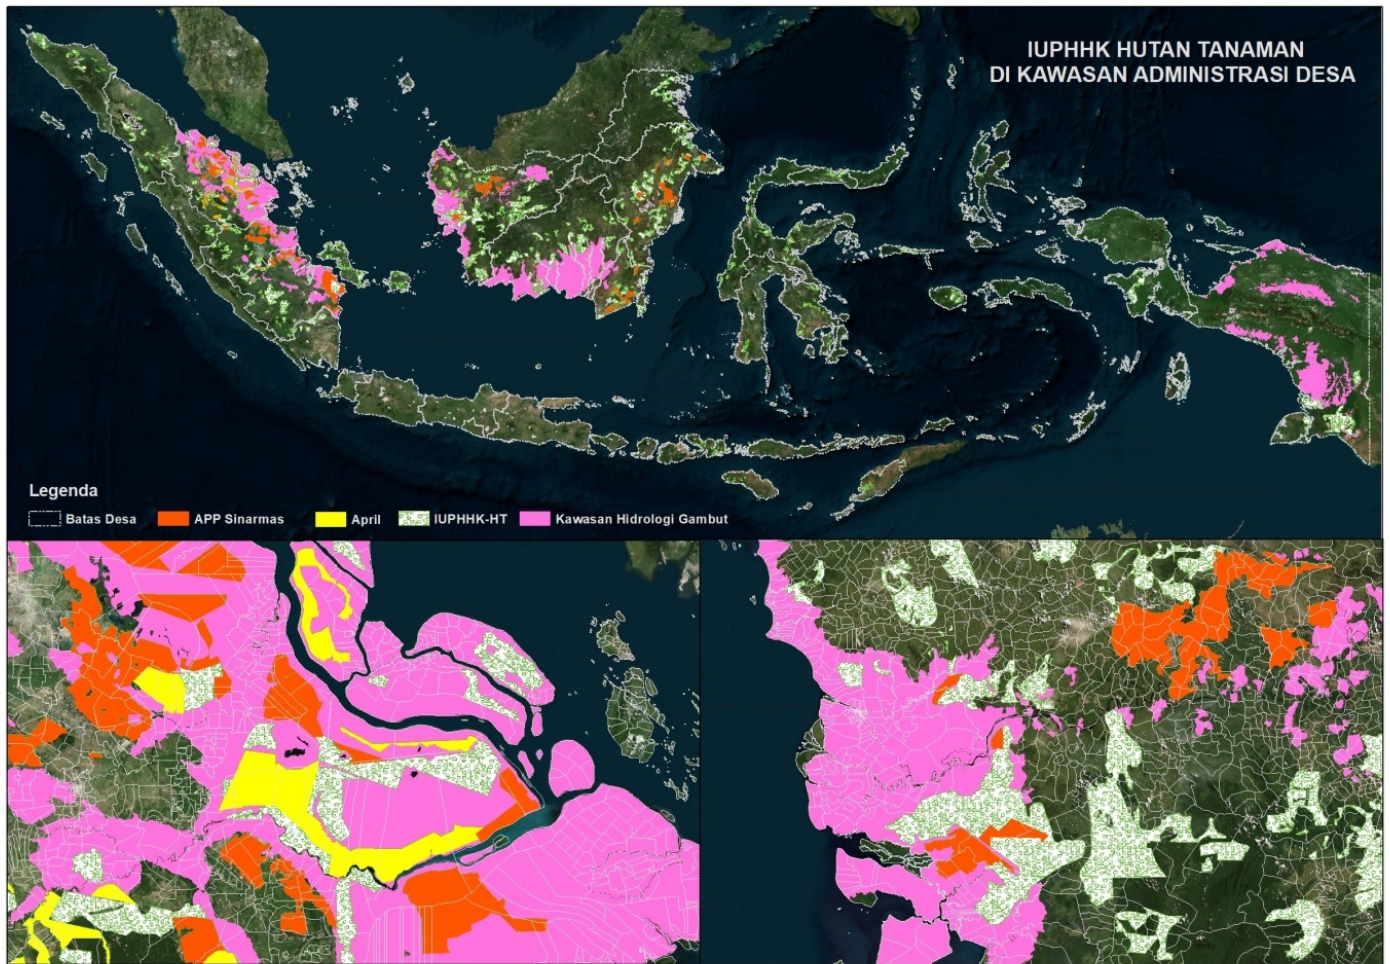 IUPHHK HUTAN TANAMAN
DI KAWASAN ADMINISTRASI DESA
Legenda
Batas Desa
APP Sinarmas
April
IUPHHK-HT
Kawasan Hidrologi Gambut